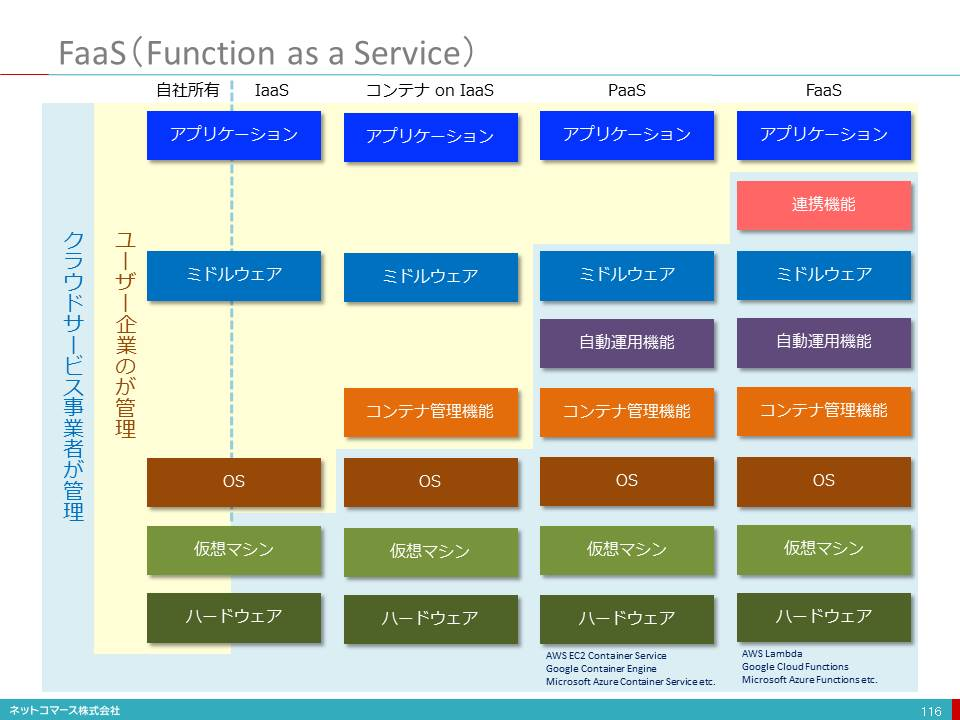 FaaS(Function as a Service)
自社所有
IaaS
コンテナ on IaaS
PaaS
FaaS
クラウドサービス事業者が管理
ユーザー企業のが管理
アプリケーション
アプリケーション
アプリケーション
アプリケーション
連携機能
ミドルウェア
ミドルウェア
ミドルウェア
ミドルウェア
自動運用機能
自動運用機能
コンテナ管理機能
コンテナ管理機能
コンテナ管理機能
OS
OS
OS
OS
仮想マシン
仮想マシン
仮想マシン
仮想マシン
ハードウェア
ハードウェア
ハードウェア
ハードウェア
AWS EC2 Container Service
Google Container Engine
Microsoft Azure Container Service etc.
AWS Lambda
Google Cloud Functions
Microsoft Azure Functions etc.
ネットコマース株式会社
116